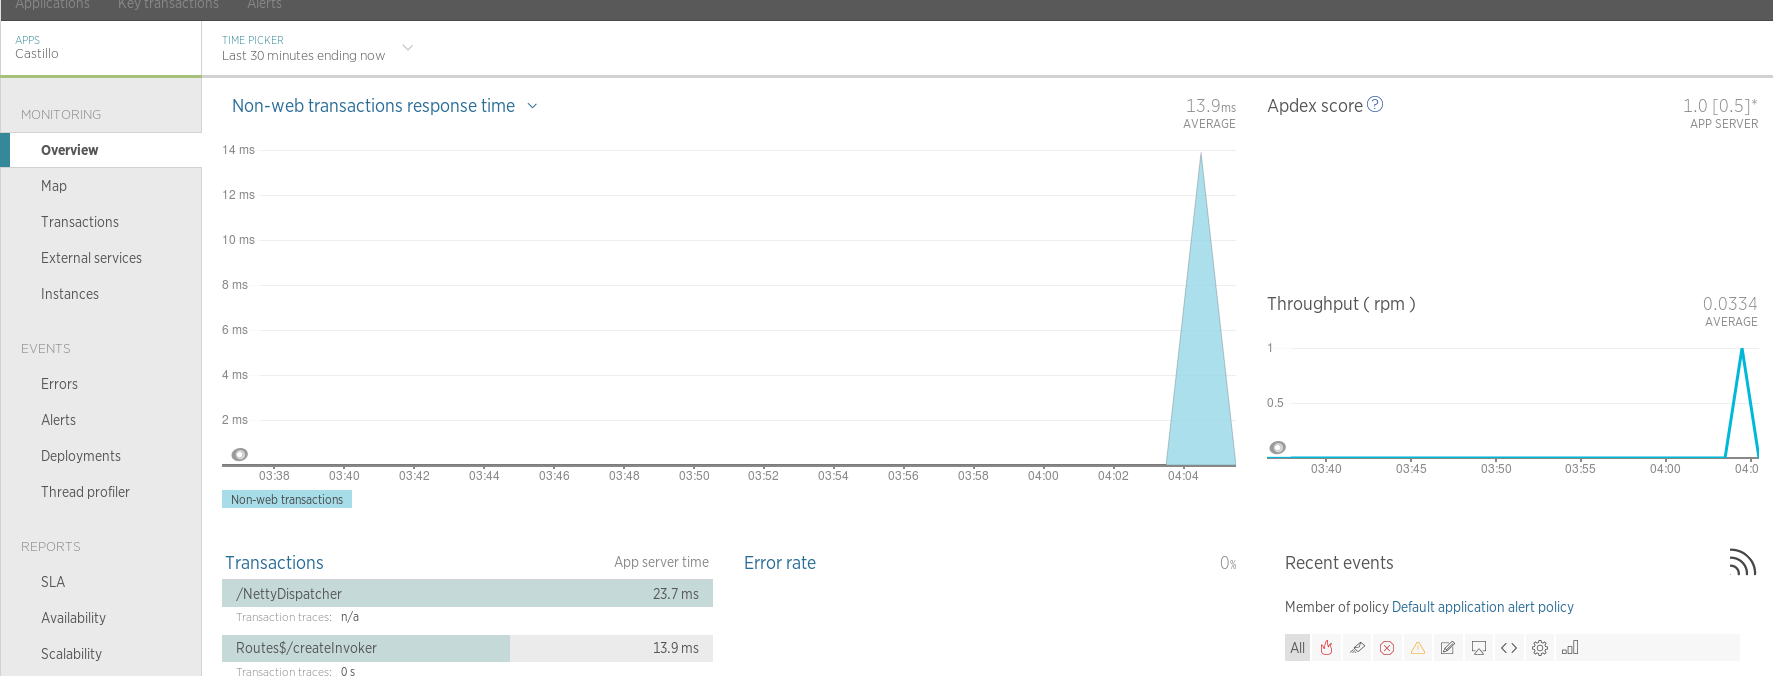 Applications Key transactions Alerts
APPS
Castillo
TIME PICKER
Last 30 minutes ending now
MONITORING
Overview
Map
Transactions
External services
Instances
EVENTS
Errors
Alerts
Deployments
Thread profiler
REPORTS
SLA
Availability
Scalability
Non-web transactions response time
13.9 ms
AVERAGE
14 ms
12 ms
10 ms
8 ms
6 ms
4 ms
2 ms
03:38 03:40 03:42 03:44 03:46 03:48 03:50 03:52 03:54 03:56 03:58 04:00 04:02 04:04
Non-web transactions
Apdex score ?
1.0 [0.5]*
APP SERVER
Throughput ( rpm )
0.0334
AVERAGE
1
0.5
03:40 03:45 03:50 03:55 04:00 04:0
Transactions App server time
/NettyDispatcher 23.7 ms
Transaction traces: n/a
Routes$/createInvoker 13.9 ms
Transaction traces: 0 s
Error rate 0 %
Recent events
Member of policy Default application alert policy
All